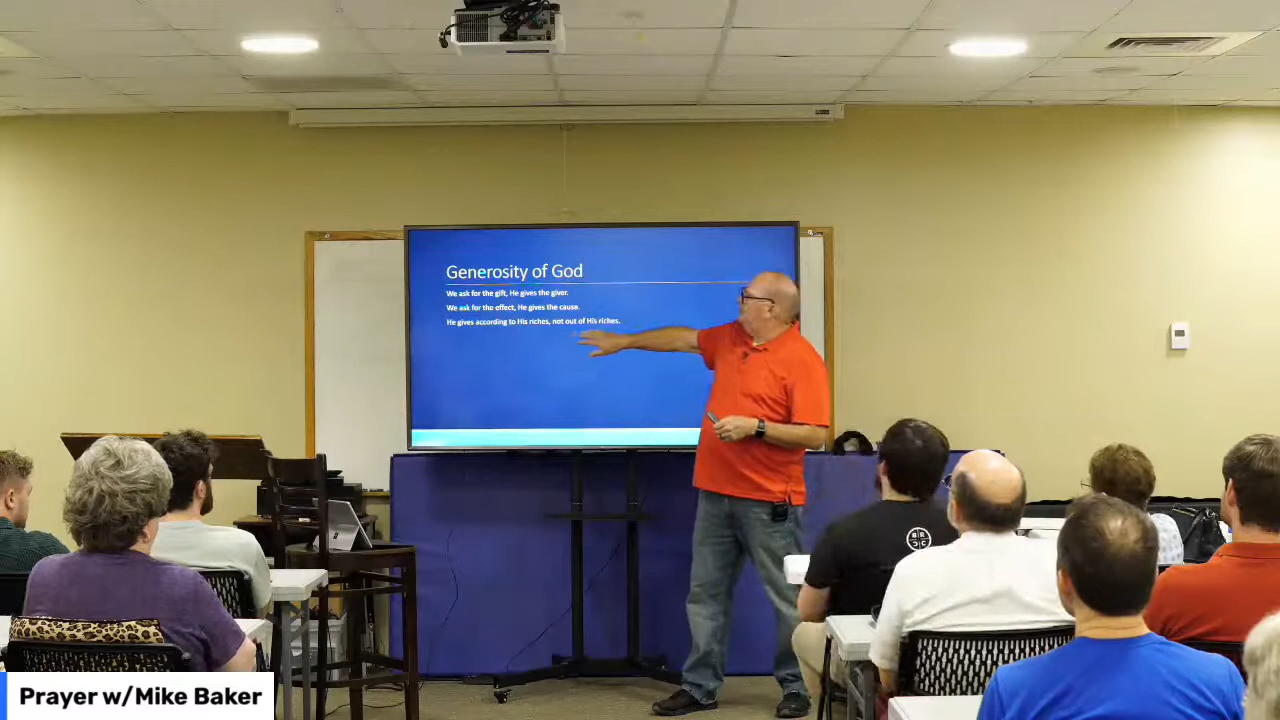 Generosity of God
We ask for the gift, He gives the giver.
We ask for the effect, He gives the cause.
He gives according to His riches, not out of His riches.
B R
C C
Prayer w/Mike Baker